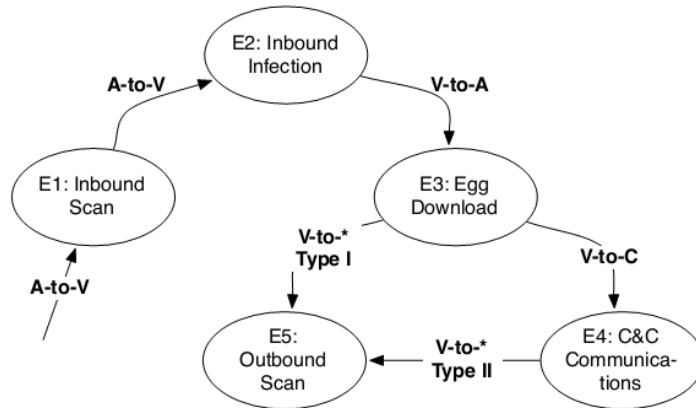 E2: Inbound
Infection
A-to-V
V-to-A
E1: Inbound
Scan
E3: Egg
Download
V-to-*
Type I
V-to-C
A-to-V
E5:
Outbound
Scan
V-to-*
Type II
E4: C&C
Communica-
tions